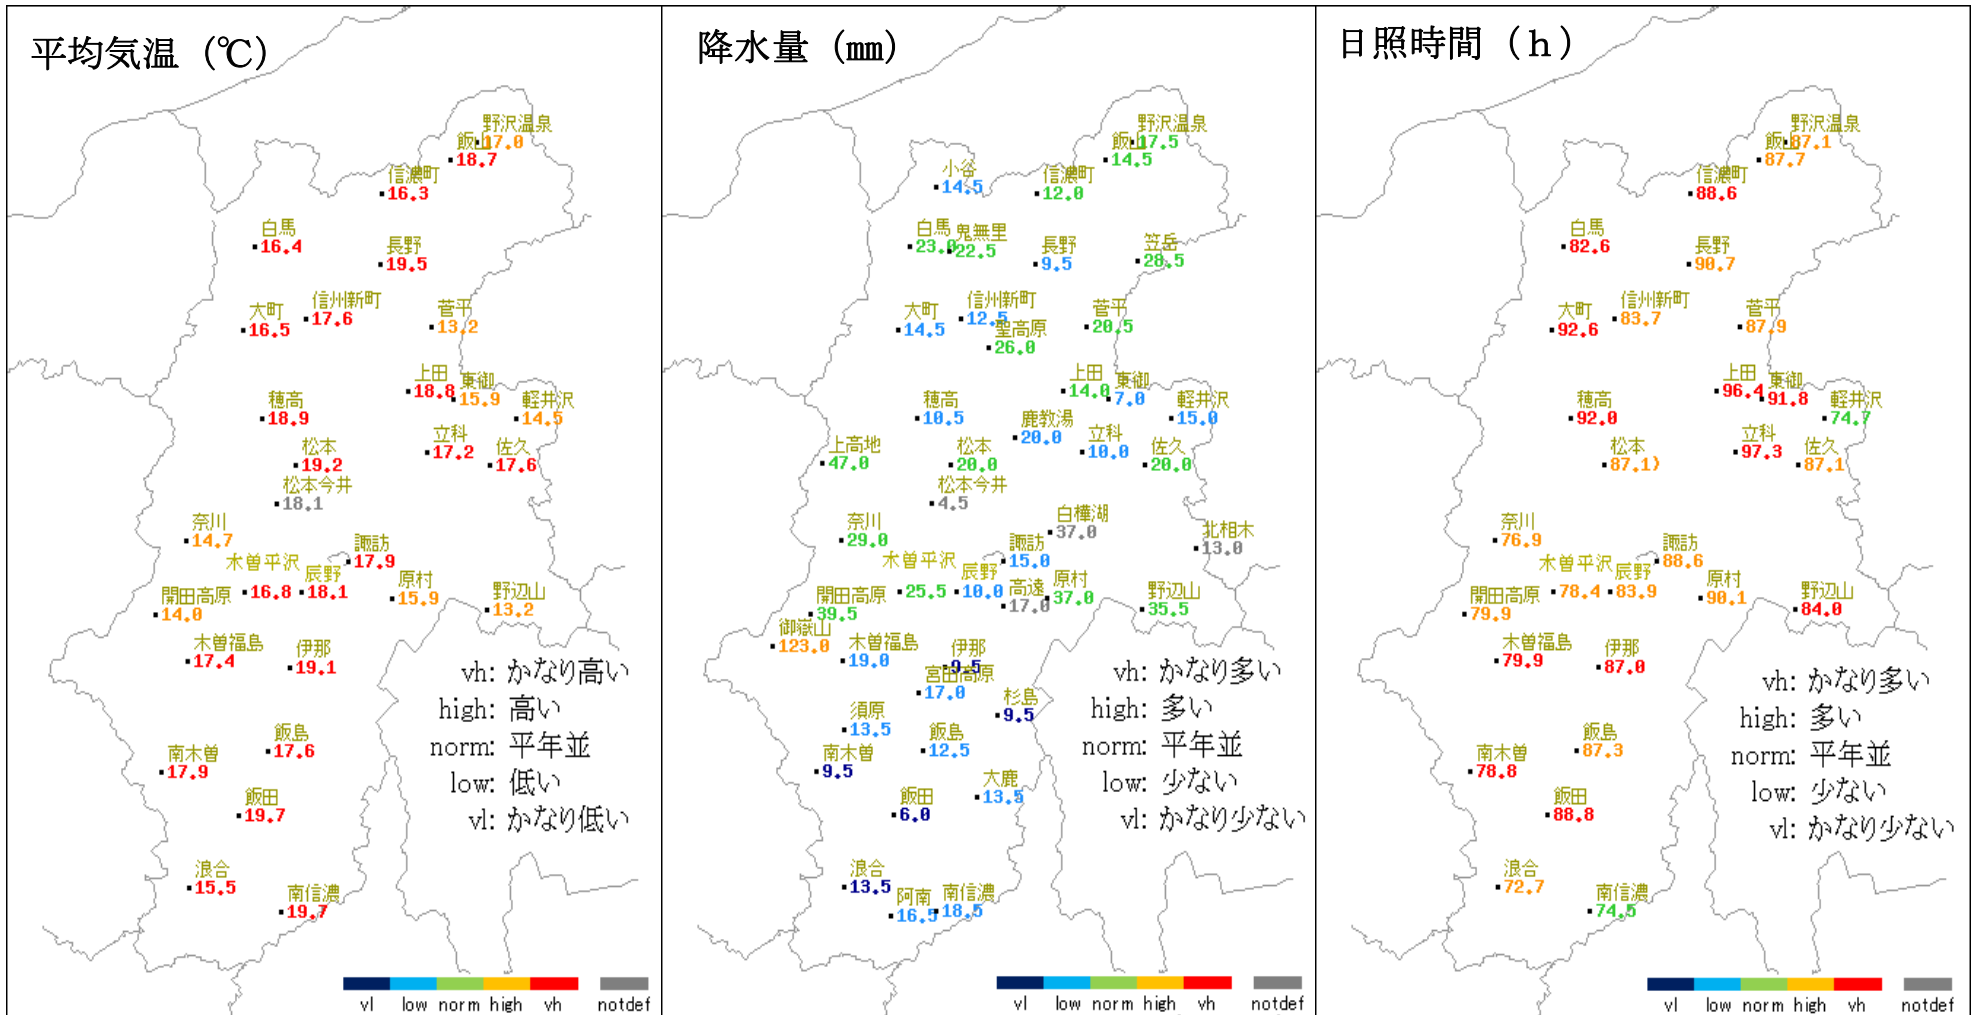 平均気温（℃）
野沢温泉
17.0
飯山
18.7
信濃町
16.3
白馬
16.4
長野
19.5
大町
16.5
信州新町
17.6
菅平
13.2
上田
18.8
東御
15.9
穂高
18.9
軽井沢
14.5
立科
17.2
松本
19.2
佐久
17.6
松本今井
18.1
奈川
14.7
諏訪
17.9
木曽平沢
16.8
辰野
18.1
原村
15.9
開田高原
14.0
野辺山
13.2
木曽福島
17.4
伊那
19.1
飯島
17.6
南木曽
17.9
飯田
19.7
浪合
15.5
南信濃
19.7
vh: かなり高い
high: 高い
norm: 平年並
low: 低い
vl: かなり低い
vl low norm high vh notdef
降水量（mm）
野沢温泉
17.5
飯山
14.5
小谷
14.5
信濃町
12.0
白馬
23.0
鬼無里
22.5
長野
9.5
笠岳
28.5
大町
14.5
信州新町
12.5
聖高原
26.0
菅平
20.5
上田
14.0
東御
7.0
穂高
10.5
鹿教湯
20.0
軽井沢
15.0
立科
10.0
上高地
47.0
松本
20.0
佐久
20.0
松本今井
4.5
奈川
29.0
白樺湖
37.0
北相木
13.0
諏訪
15.0
木曽平沢
25.5
辰野
10.0
高遠
17.0
原村
37.0
開田高原
39.5
野辺山
35.5
御嶽山
123.0
木曽福島
19.0
伊那
9.5
宮田高原
17.0
杉島
9.5
須原
13.5
飯島
12.5
南木曽
9.5
大鹿
13.5
飯田
6.0
浪合
13.5
阿南
16.5
南信濃
18.5
vh: かなり多い
high: 多い
norm: 平年並
low: 少ない
vl: かなり少ない
vl low norm high vh notdef
日照時間（ｈ）
野沢温泉
87.1
飯山
87.7
信濃町
88.6
白馬
82.6
長野
90.7
大町
92.6
信州新町
83.7
菅平
87.9
上田
96.4
東御
91.8
穂高
92.0
軽井沢
74.7
立科
97.3
松本
87.1)
佐久
87.1
奈川
76.9
諏訪
88.6
木曽平沢
78.4
辰野
83.9
原村
90.1
開田高原
79.9
野辺山
84.0
木曽福島
79.9
伊那
87.0
飯島
87.3
南木曽
78.8
飯田
88.8
浪合
72.7
南信濃
74.5
vh: かなり多い
high: 多い
norm: 平年並
low: 少ない
vl: かなり少ない
vl low norm high vh notdef